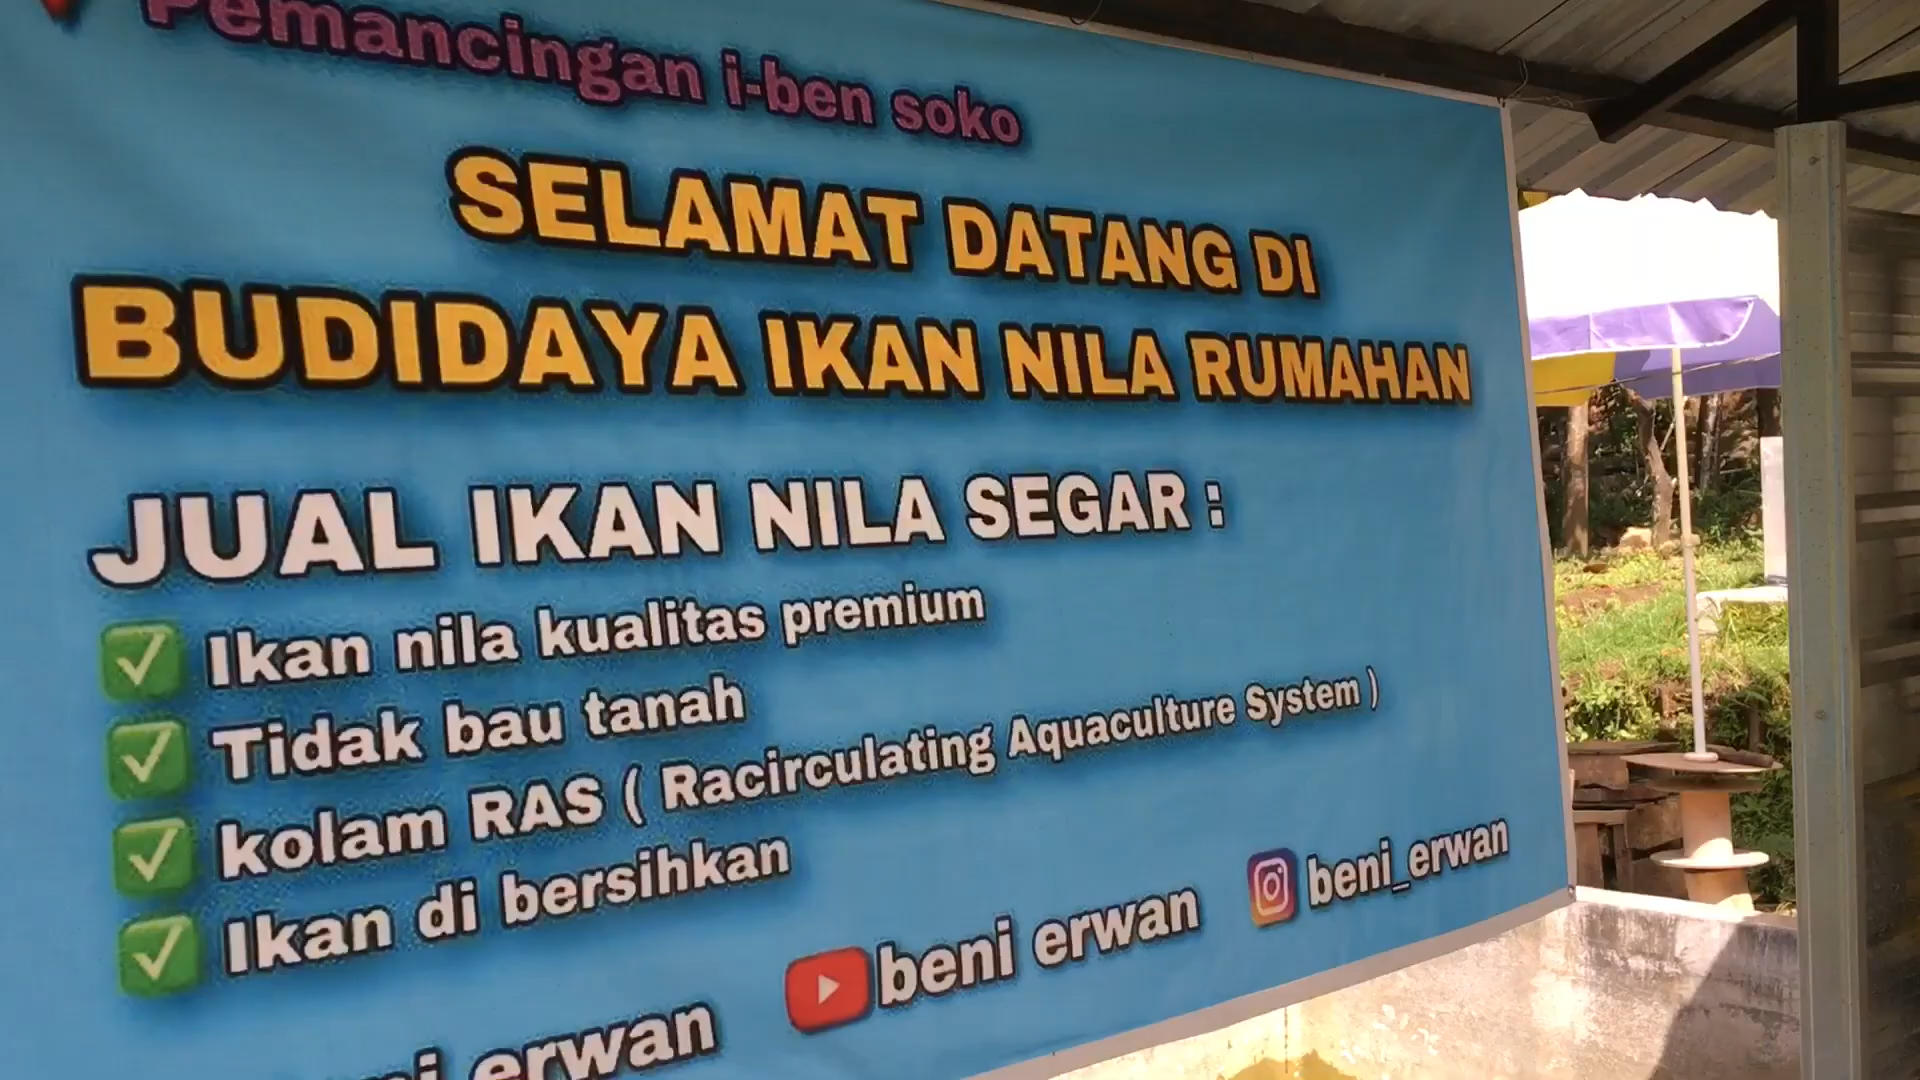 Pemancingan i-ben soko
SELAMAT DATANG DI
BUDIDAYA IKAN NILA RUMAHAN
JUAL IKAN NILA SEGAR :
Ikan nila kualitas premium
Tidak bau tanah
kolam RAS ( Racirculating Aquaculture System )
Ikan di bersihkan
erwan
beni erwan
beni_erwan